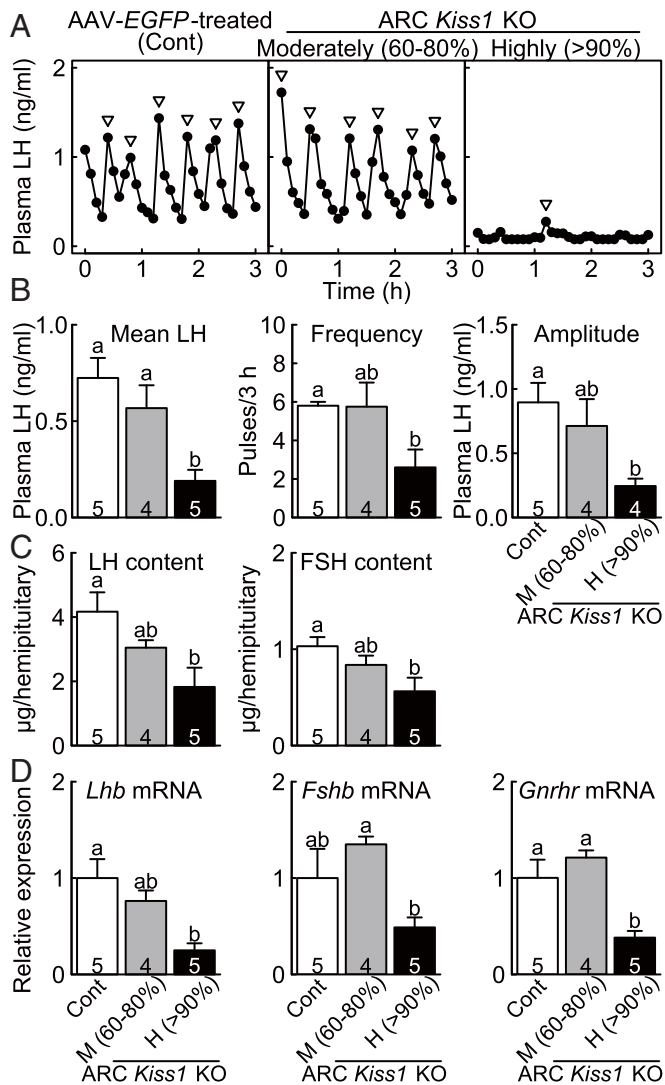 A
AAV-EGFP-treated
(Cont)
ARC Kiss1 KO
Moderately (60-80%)
Highly (>90%)
Plasma LH (ng/ml)
2
1
0
0 1 2 3
0 1 2 3
0 1 2 3
Time (h)
B
Mean LH
Plasma LH (ng/ml)
1.0
0.5
0.0
a
a
b
5 4 5
Frequency
Pulses/3 h
10
8
6
4
2
0
a
ab
b
5 4 5
Amplitude
Plasma LH (ng/ml)
1.5
1.0
0.5
0.0
a
ab
b
5 4 4
Cont
M (60-80%)
H (>90%)
ARC Kiss1 KO
C
LH content
µg/hemipituitary
6
4
2
0
a
ab
b
5 4 5
FSH content
µg/hemipituitary
2
1
0
a
ab
b
5 4 5
D
Lhb mRNA
Relative expression
2
1
0
a
ab
b
5 4 5
Cont
M (60-80%)
H (>90%)
ARC Kiss1 KO
Fshb mRNA
2
1
0
ab
a
b
5 4 5
Cont
M (60-80%)
H (>90%)
ARC Kiss1 KO
Gnrhr mRNA
2
1
0
a
a
b
5 4 5
Cont
M (60-80%)
H (>90%)
ARC Kiss1 KO